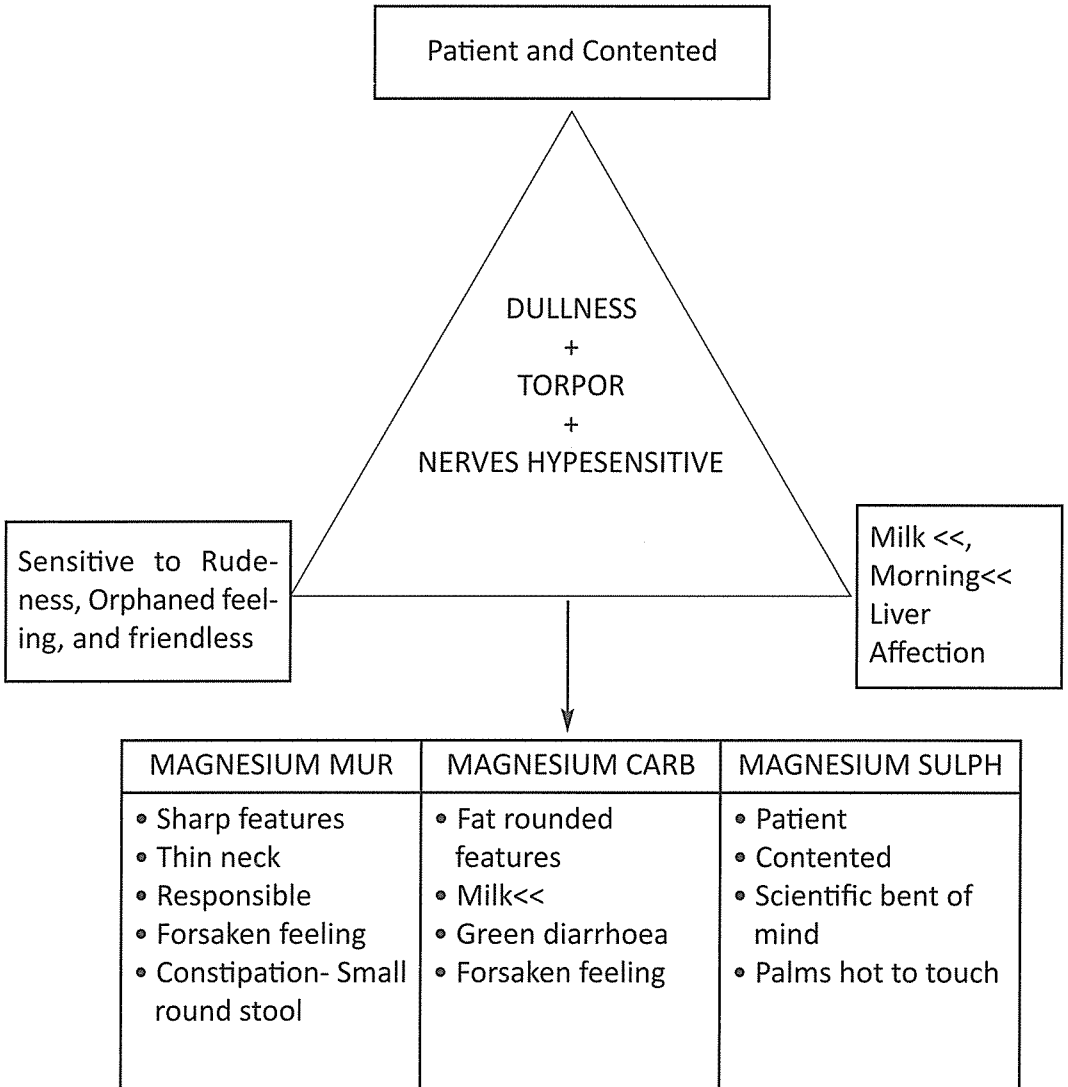 Patient and Contented
DULLNESS
+
TORPOR
+
NERVES HYPESENSITIVE
Sensitive to Rude-
ness, Orphaned feel-
ing, and friendless
Milk <<,
Morning<<
Liver
Affection
MAGNESIUM MUR
• Sharp features
• Thin neck
• Responsible
• Forsaken feeling
• Constipation- Small
round stool
MAGNESIUM CARB
• Fat rounded
features
• Milk<<
• Green diarrhoea
• Forsaken feeling
MAGNESIUM SULPH
• Patient
• Contented
• Scientific bent of
mind
• Palms hot to touch